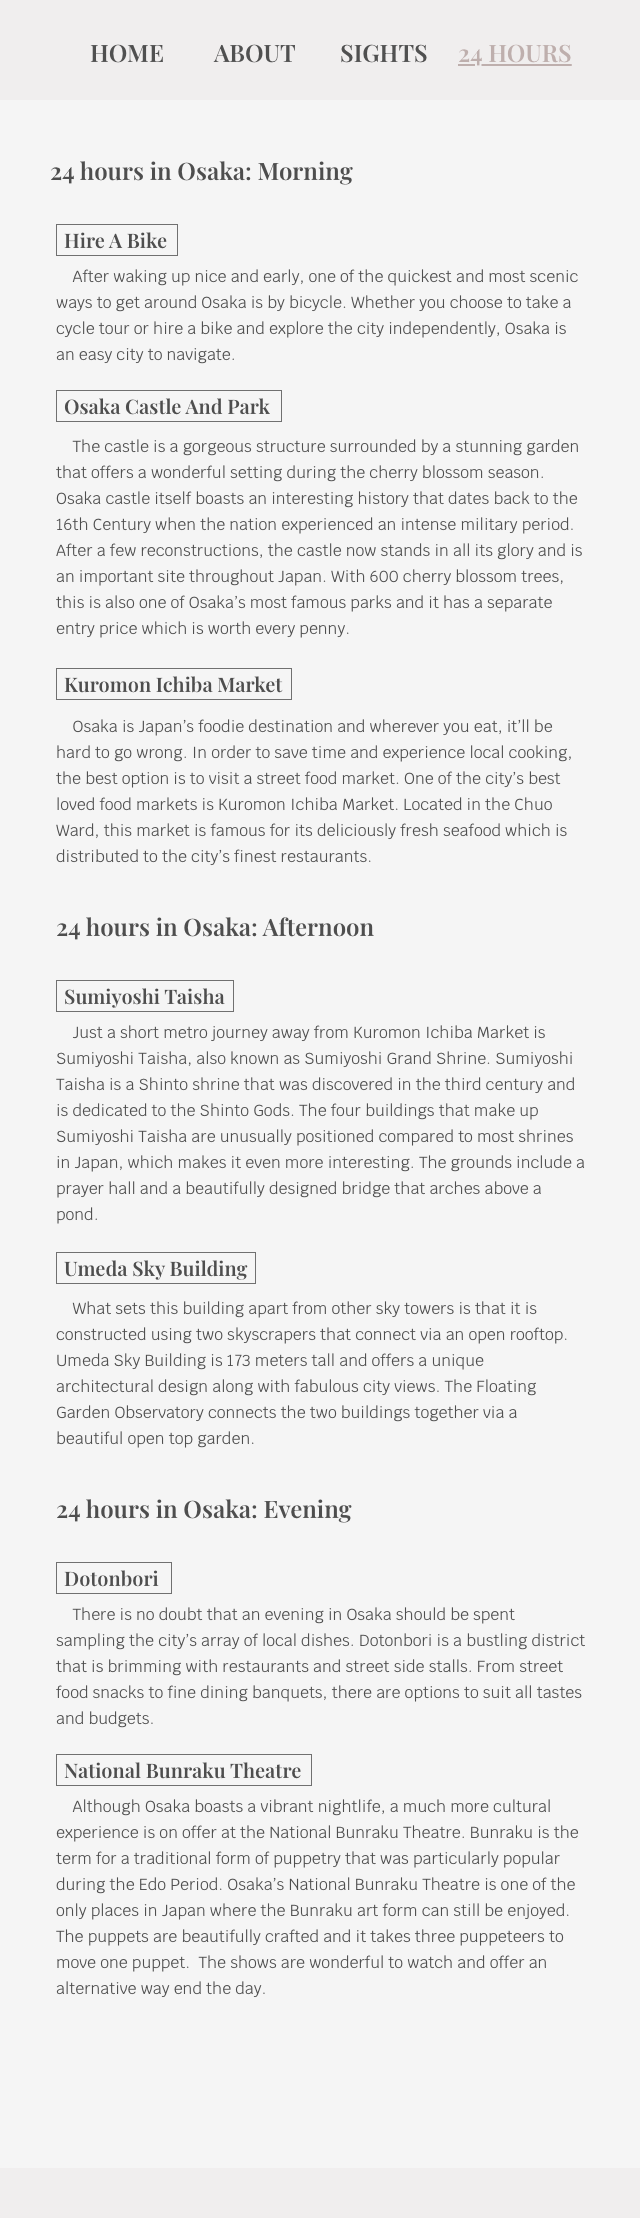 HOME ABOUT SIGHTS 24 HOURS
24 hours in Osaka: Morning
Hire A Bike
After waking up nice and early, one of the quickest and most scenic
ways to get around Osaka is by bicycle. Whether you choose to take a
cycle tour or hire a bike and explore the city independently, Osaka is
an easy city to navigate.
Osaka Castle And Park
The castle is a gorgeous structure surrounded by a stunning garden
that offers a wonderful setting during the cherry blossom season.
Osaka castle itself boasts an interesting history that dates back to the
16th Century when the nation experienced an intense military period.
After a few reconstructions, the castle now stands in all its glory and is
an important site throughout Japan. With 600 cherry blossom trees,
this is also one of Osaka’s most famous parks and it has a separate
entry price which is worth every penny.
Kuromon Ichiba Market
Osaka is Japan’s foodie destination and wherever you eat, it’ll be
hard to go wrong. In order to save time and experience local cooking,
the best option is to visit a street food market. One of the city’s best
loved food markets is Kuromon Ichiba Market. Located in the Chuo
Ward, this market is famous for its deliciously fresh seafood which is
distributed to the city’s finest restaurants.
24 hours in Osaka: Afternoon
Sumiyoshi Taisha
Just a short metro journey away from Kuromon Ichiba Market is
Sumiyoshi Taisha, also known as Sumiyoshi Grand Shrine. Sumiyoshi
Taisha is a Shinto shrine that was discovered in the third century and
is dedicated to the Shinto Gods. The four buildings that make up
Sumiyoshi Taisha are unusually positioned compared to most shrines
in Japan, which makes it even more interesting. The grounds include a
prayer hall and a beautifully designed bridge that arches above a
pond.
Umeda Sky Building
What sets this building apart from other sky towers is that it is
constructed using two skyscrapers that connect via an open rooftop.
Umeda Sky Building is 173 meters tall and offers a unique
architectural design along with fabulous city views. The Floating
Garden Observatory connects the two buildings together via a
beautiful open top garden.
24 hours in Osaka: Evening
Dotonbori
There is no doubt that an evening in Osaka should be spent
sampling the city’s array of local dishes. Dotonbori is a bustling district
that is brimming with restaurants and street side stalls. From street
food snacks to fine dining banquets, there are options to suit all tastes
and budgets.
National Bunraku Theatre
Although Osaka boasts a vibrant nightlife, a much more cultural
experience is on offer at the National Bunraku Theatre. Bunraku is the
term for a traditional form of puppetry that was particularly popular
during the Edo Period. Osaka’s National Bunraku Theatre is one of the
only places in Japan where the Bunraku art form can still be enjoyed.
The puppets are beautifully crafted and it takes three puppeteers to
move one puppet.  The shows are wonderful to watch and offer an
alternative way end the day.